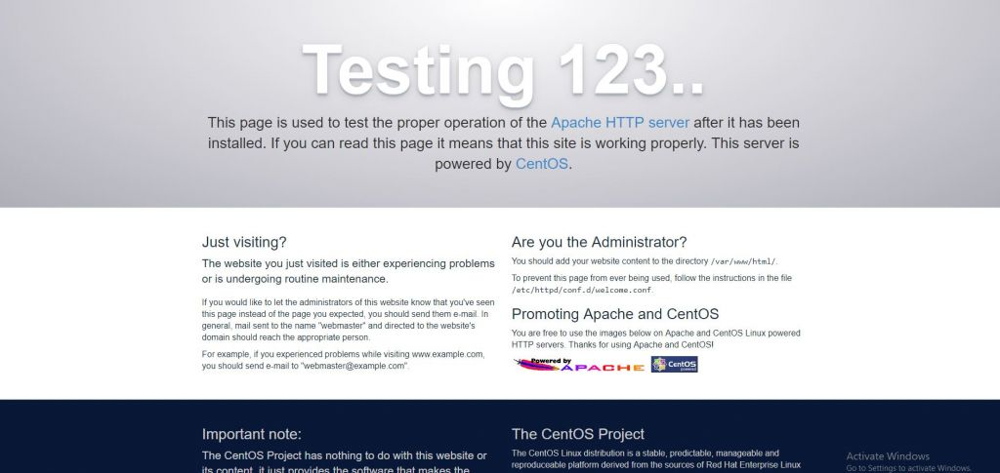 Testing 123..
This page is used to test the proper operation of the Apache HTTP server after it has been
installed. If you can read this page it means that this site is working properly. This server is
powered by CentOS.
Just visiting?
The website you just visited is either experiencing problems
or is undergoing routine maintenance.
If you would like to let the administrators of this website know that you've seen
this page instead of the page you expected, you should send them e-mail. In
general, mail sent to the name "webmaster" and directed to the website's
domain should reach the appropriate person.
For example, if you experienced problems while visiting www.example.com,
you should send e-mail to "webmaster@example.com".
Are you the Administrator?
You should add your website content to the directory /var/www/html/.
To prevent this page from ever being used, follow the instructions in the file
/etc/httpd/conf.d/welcome.conf.
Promoting Apache and CentOS
You are free to use the images below on Apache and CentOS Linux powered
HTTP servers. Thanks for using Apache and CentOS!
Powered by
APACHE
CentOS
powered
Important note:
The CentOS Project has nothing to do with this website or
its content, it just provides the software that makes the
The CentOS Project
The CentOS Linux distribution is a stable, predictable, manageable and
reproduceable platform derived from the sources of Red Hat Enterprise Linux
Activate Windows
Go to Settings to activate Windows.